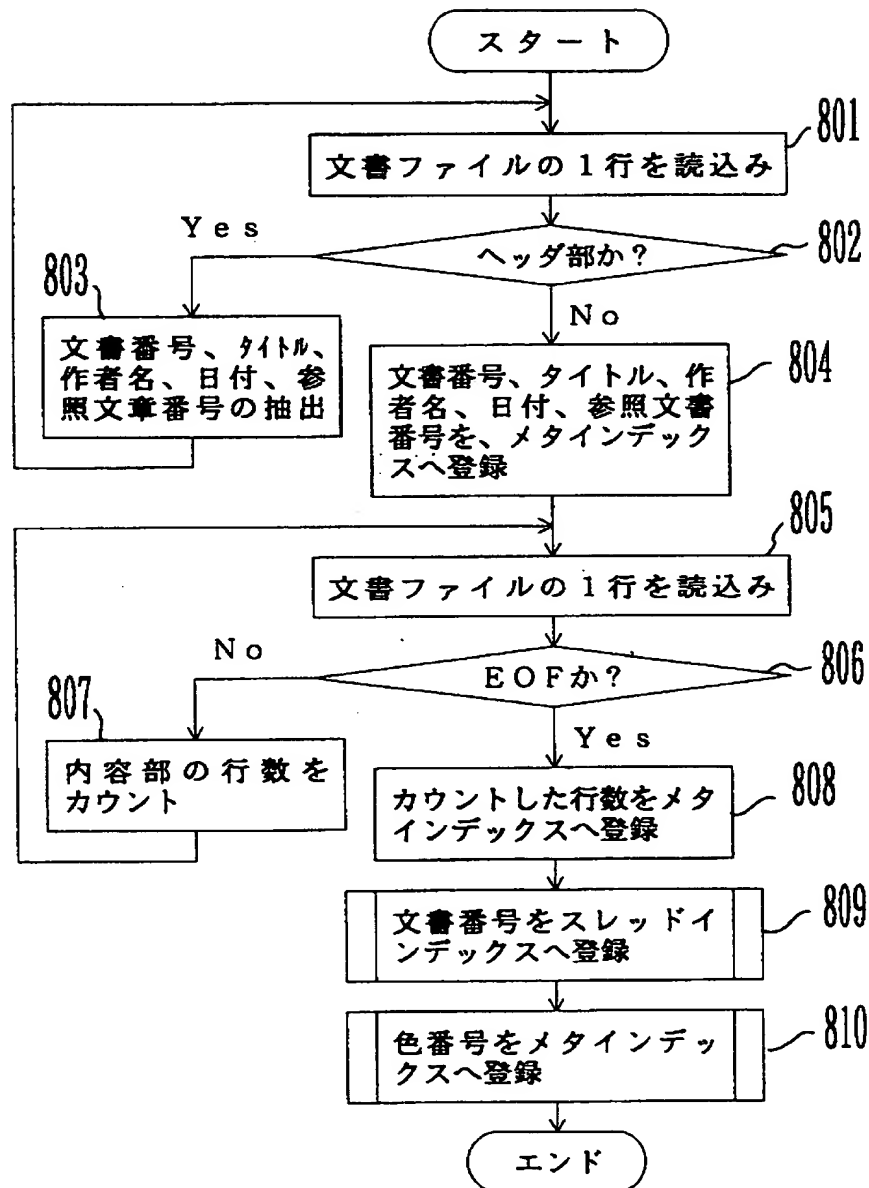 スタート
801
文書ファイルの１行を読込み
Yes
ヘッダ部か？
802
803
No
文書番号、タイトル、
作者名、日付、参
照文章番号の抽出
文書番号、タイトル、作
者名、日付、参照文書
番号を、メタインデック
スへ登録
804
805
文書ファイルの１行を読込み
No
EOFか？
806
807
Yes
内容部の行数を
カウント
カウントした行数をメタ
インデックスへ登録
808
文書番号をスレッドイ
ンデックスへ登録
809
色番号をメタインデッ
クスへ登録
810
エンド